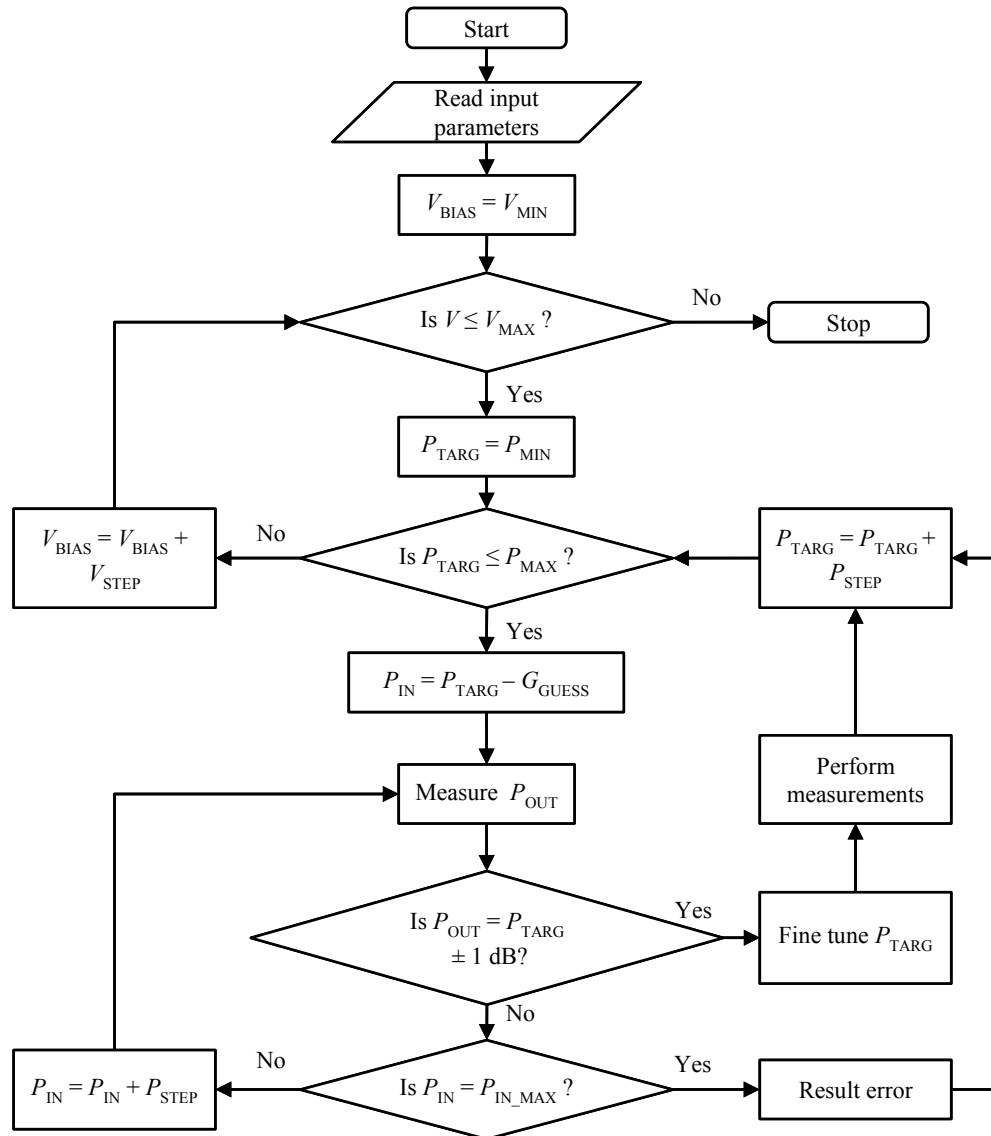 Start
Read input
parameters
V_BIAS = V_MIN
Is V ≤ V_MAX ?
No
Stop
Yes
P_TARG = P_MIN
V_BIAS = V_BIAS +
V_STEP
No
Is P_TARG ≤ P_MAX ?
P_TARG = P_TARG +
P_STEP
Yes
P_IN = P_TARG – G_GUESS
Measure P_OUT
Perform
measurements
Is P_OUT = P_TARG
± 1 dB?
Yes
Fine tune P_TARG
No
P_IN = P_IN + P_STEP
No
Is P_IN = P_IN_MAX ?
Yes
Result error